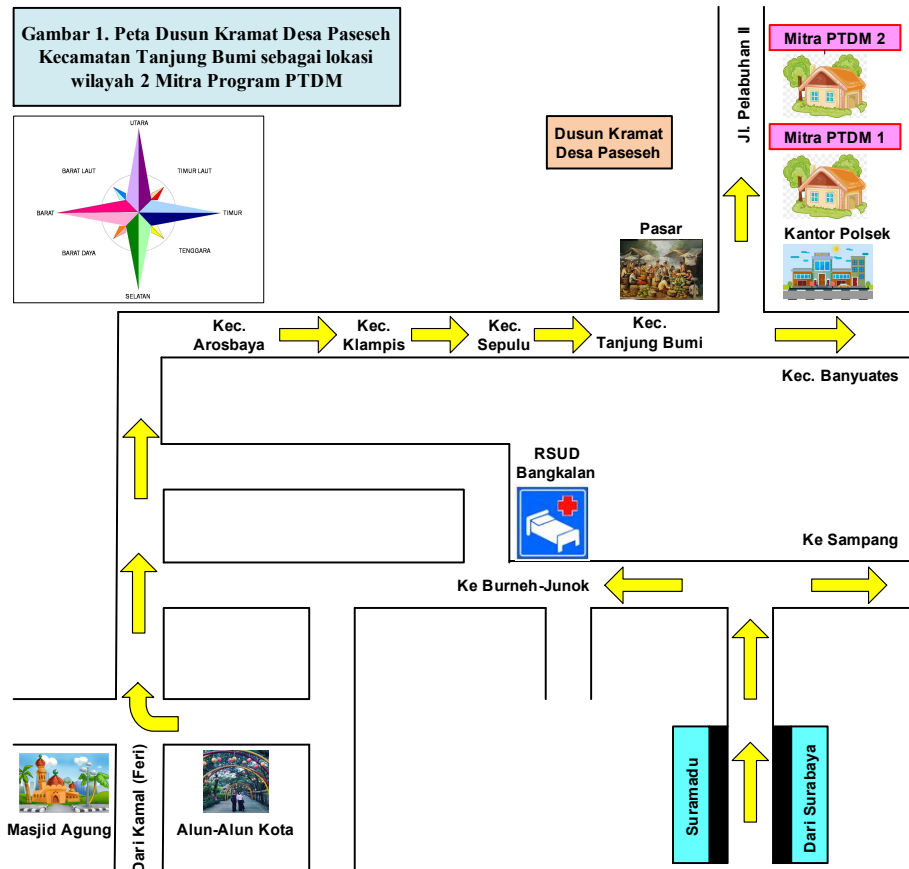 Gambar 1. Peta Dusun Kramat Desa Paseseh
Kecamatan Tanjung Bumi sebagai lokasi
wilayah 2 Mitra Program PTDM
UTARA
BARAT LAUT
TIMUR LAUT
BARAT
TIMUR
BARAT DAYA
TENGGARA
SELATAN
Dusun Kramat
Desa Paseseh
Jl. Pelabuhan II
Mitra PTDM 2
Mitra PTDM 1
Pasar
Kantor Polsek
Kec.
Arosbaya
Kec.
Klampis
Kec.
Sepulu
Kec.
Tanjung Bumi
Kec. Banyuates
RSUD
Bangkalan
Ke Sampang
Ke Burneh-Junok
Masjid Agung
Dari Kamal (Feri)
Alun-Alun Kota
Suramadu
Dari Surabaya